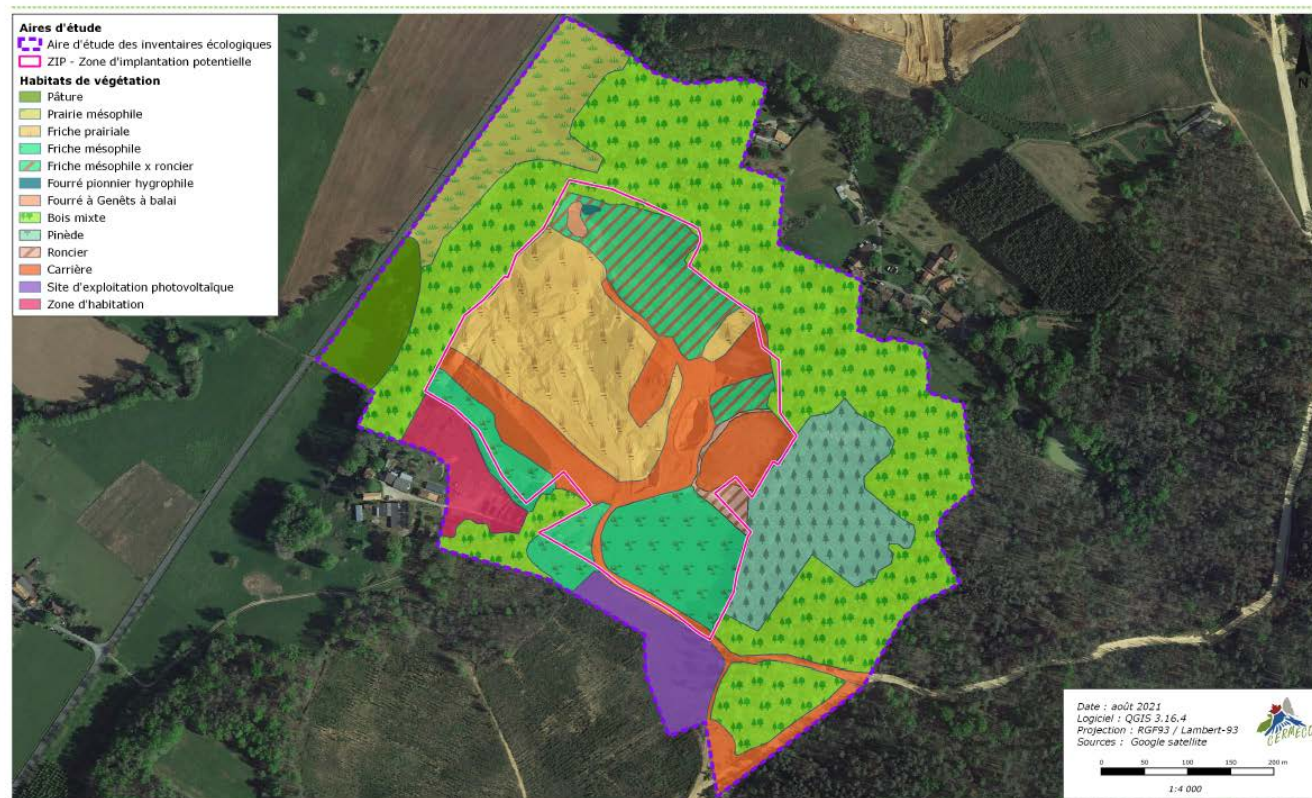 Aires d'étude
Aire d'étude des inventaires écologiques
ZIP - Zone d'implantation potentielle
Habitats de végétation
Pâture
Prairie mésophile
Friche prairiale
Friche mésophile
Friche mésophile x roncier
Fourré pionnier hygrophile
Fourré à Genêts à balai
Bois mixte
Pinède
Roncier
Carrière
Site d'exploitation photovoltaïque
Zone d'habitation
N
Date : août 2021
Logiciel : QGIS 3.16.4
Projection : RGF93 / Lambert-93
Sources : Google satellite
CERMECO
0 50 100 150 200 m
1:4 000